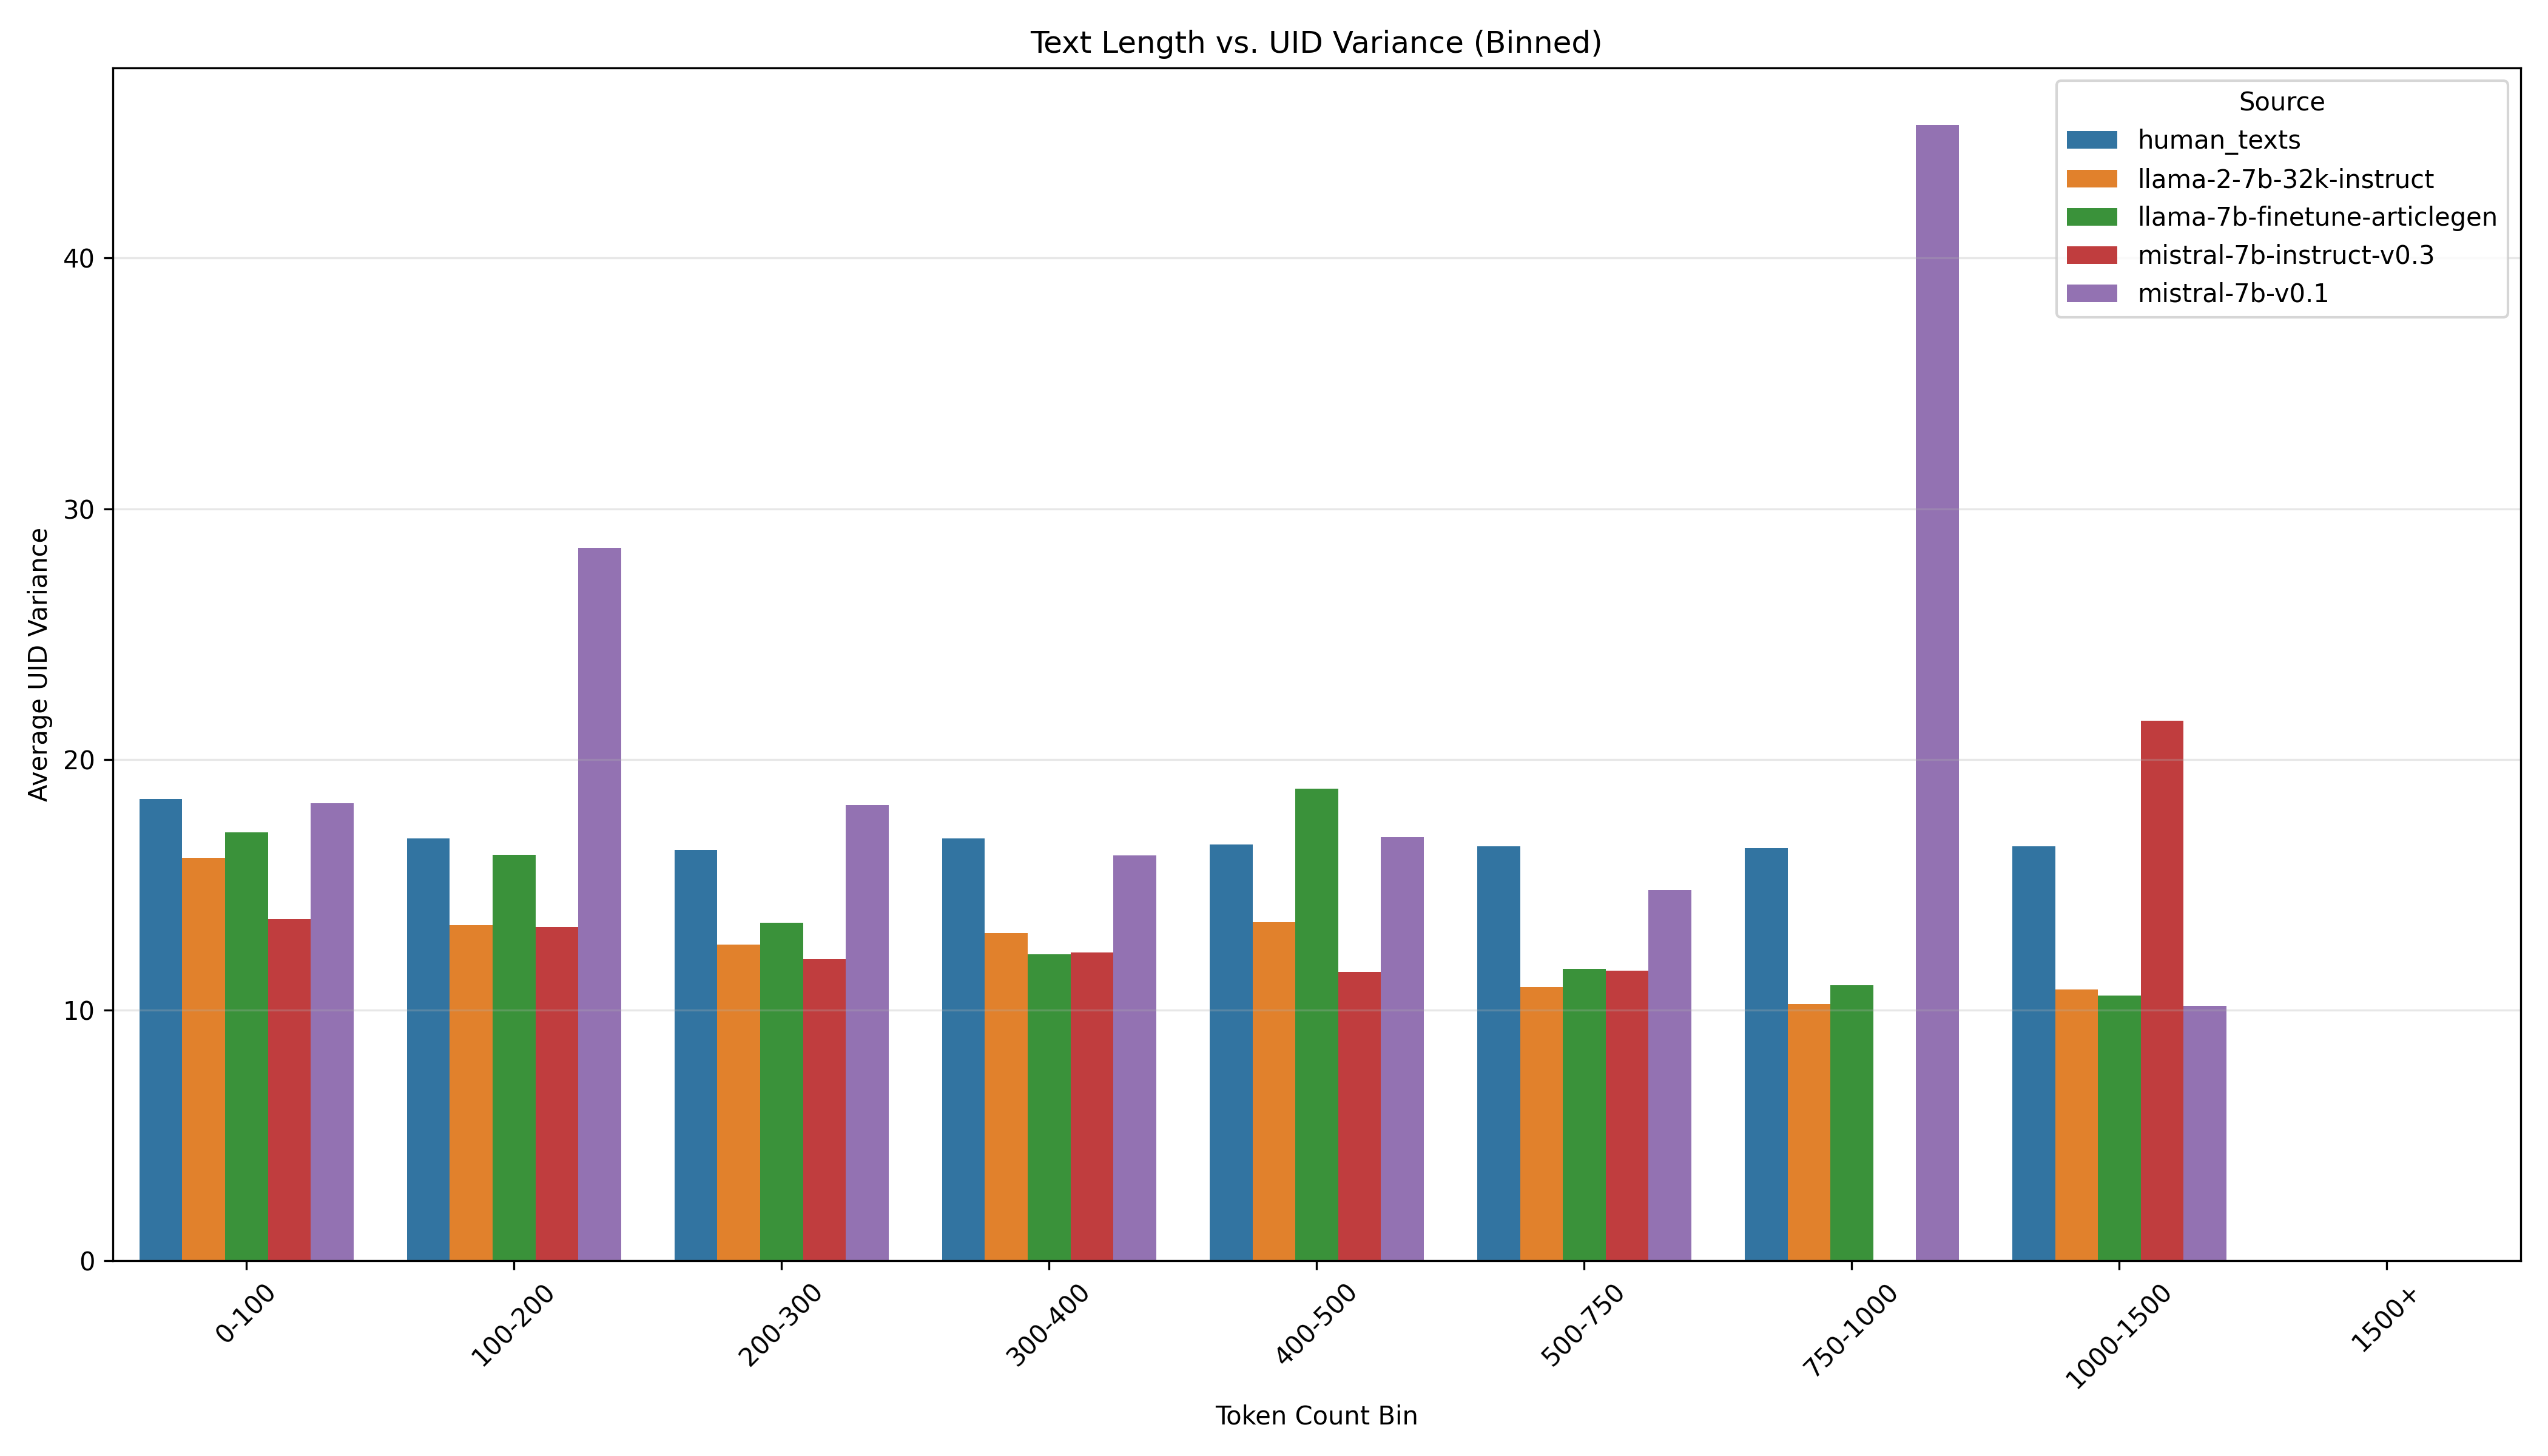 Text Length vs. UID Variance (Binned)
Source
human_texts
llama-2-7b-32k-instruct
llama-7b-finetune-articlegen
mistral-7b-instruct-v0.3
mistral-7b-v0.1
Average UID Variance
40
30
20
10
0
0-100
100-200
200-300
300-400
400-500
500-750
750-1000
1000-1500
1500+
Token Count Bin